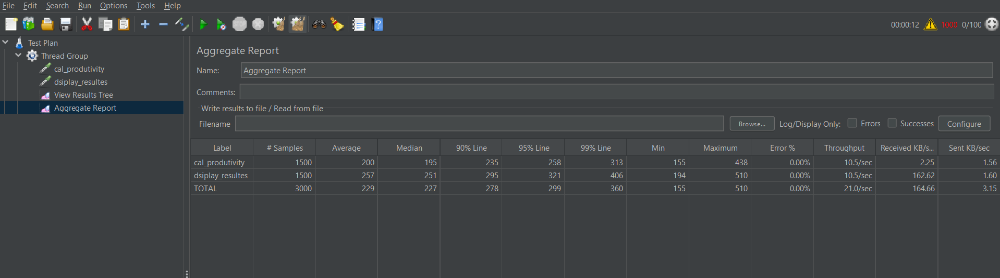 File Edit Search Run Options Tools Help
STOP
00:00:12 1000 0/100
Test Plan
Thread Group
cal_produtivity
dsiplay_resultes
View Results Tree
Aggregate Report
Aggregate Report
Name: Aggregate Report
Comments:
Write results to file / Read from file
Filename Browse... Log/Display Only: Errors Successes Configure
Label # Samples Average Median 90% Line 95% Line 99% Line Min Maximum Error % Throughput Received KB/s... Sent KB/sec
cal_produtivity 1500 200 195 235 258 313 155 438 0.00% 10.5/sec 2.25 1.56
dsiplay_resultes 1500 257 251 295 321 406 194 510 0.00% 10.5/sec 162.62 1.60
TOTAL 3000 229 227 278 299 360 155 510 0.00% 21.0/sec 164.66 3.15